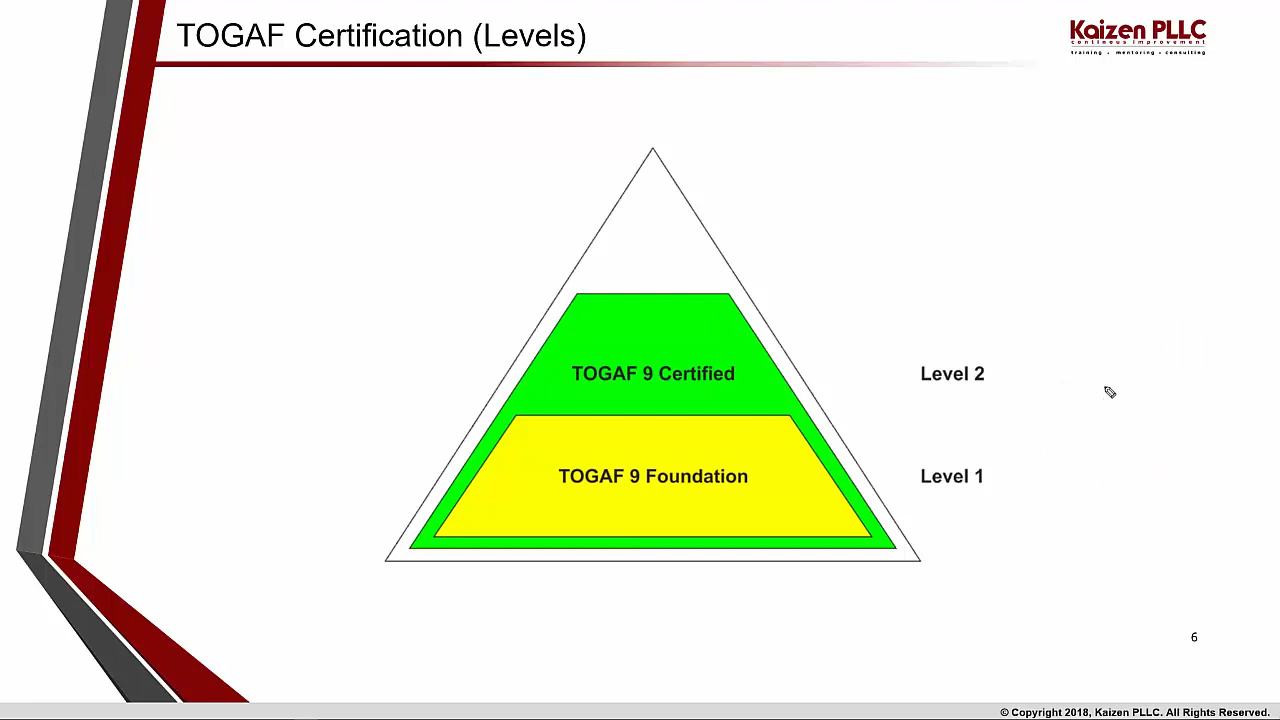 TOGAF Certification (Levels)
Kaizen PLLC
continous improvement
training . mentoring . consulting
TOGAF 9 Certified
Level 2
TOGAF 9 Foundation
Level 1
6
© Copyright 2018, Kaizen PLLC. All Rights Reserved.